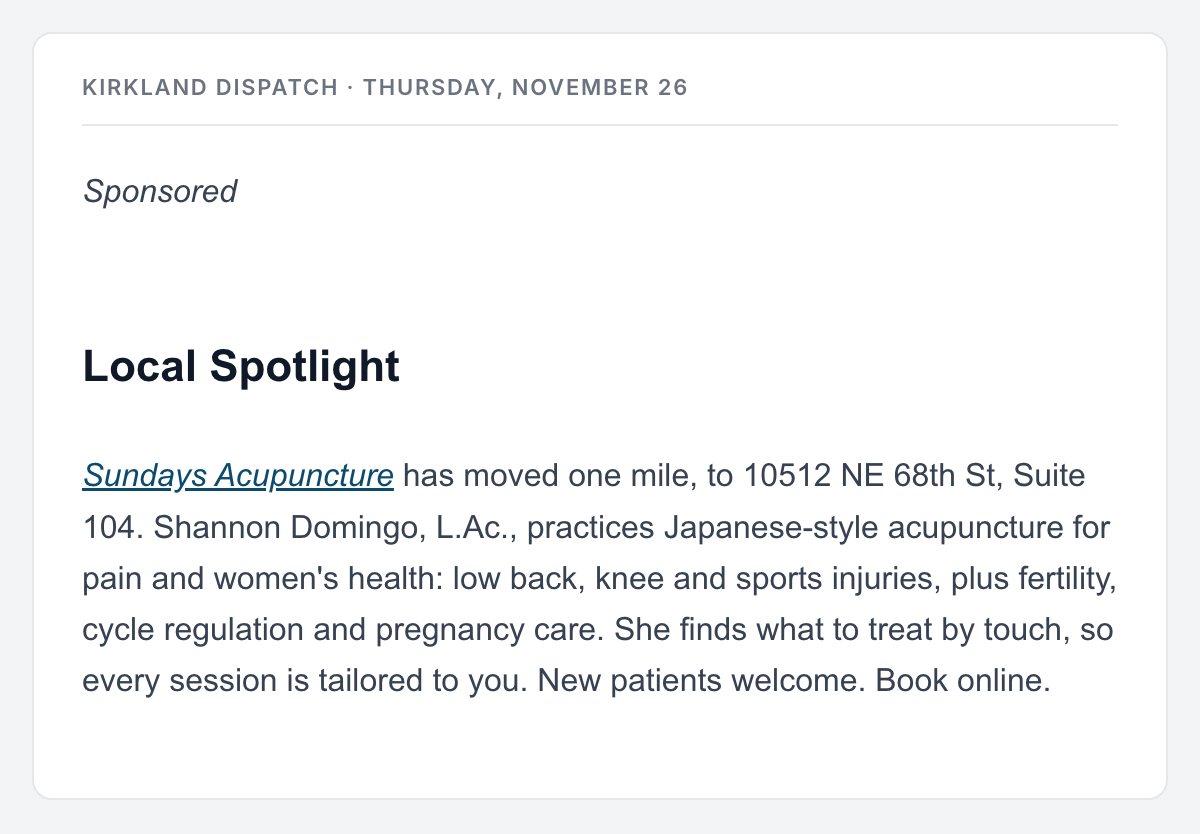 KIRKLAND DISPATCH · THURSDAY, NOVEMBER 26
Sponsored
Local Spotlight
Sundays Acupuncture has moved one mile, to 10512 NE 68th St, Suite
104. Shannon Domingo, L.Ac., practices Japanese-style acupuncture for
pain and women's health: low back, knee and sports injuries, plus fertility,
cycle regulation and pregnancy care. She finds what to treat by touch, so
every session is tailored to you. New patients welcome. Book online.